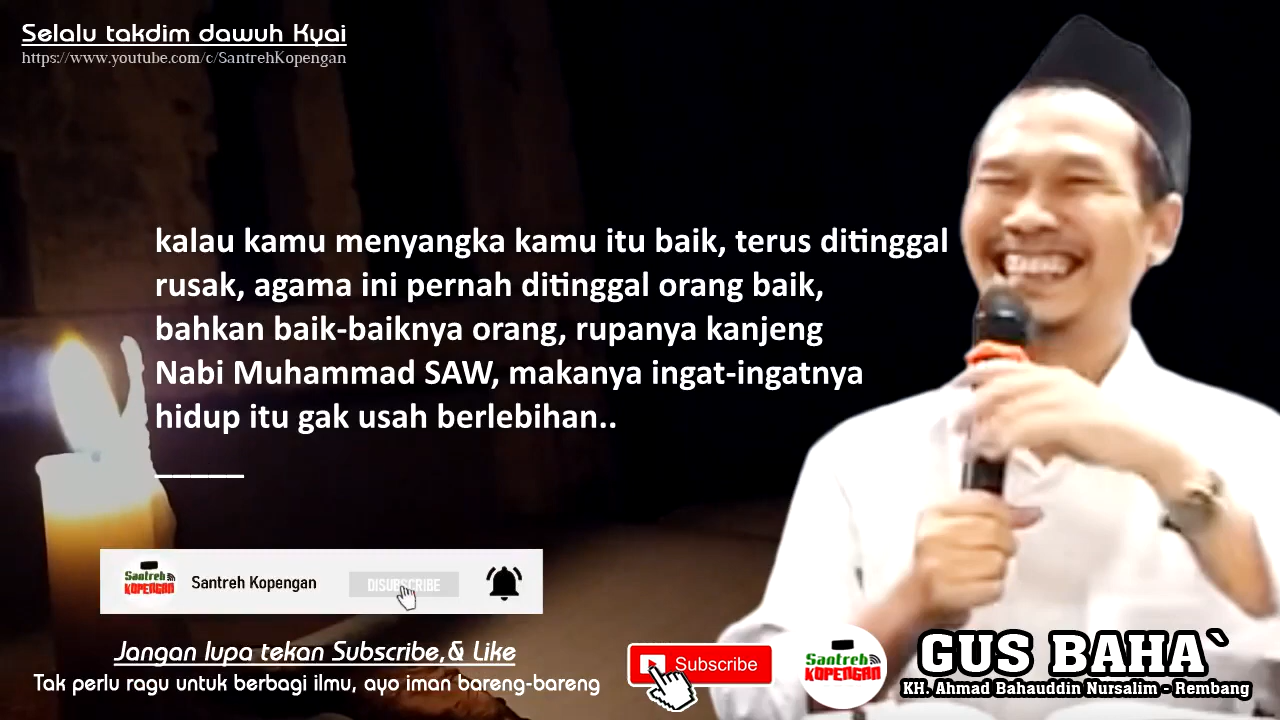 Selalu takdim dawuh Kyai
https://www.youtube.com/c/SantrehKopengan
kalau kamu menyangka kamu itu baik, terus ditinggal
rusak, agama ini pernah ditinggal orang baik,
bahkan baik-baiknya orang, rupanya kanjeng
Nabi Muhammad SAW, makanya ingat-ingatnya
hidup itu gak usah berlebihan..
_____
Santreh
KOPENGAN
Santreh Kopengan
DISUBSCRIBE
Jangan lupa tekan Subscribe,& Like
Tak perlu ragu untuk berbagi ilmu, ayo iman bareng-bareng
Subscribe
Santreh
KOPENGAN
GUS BAHA`
KH. Ahmad Bahauddin Nursalim - Rembang